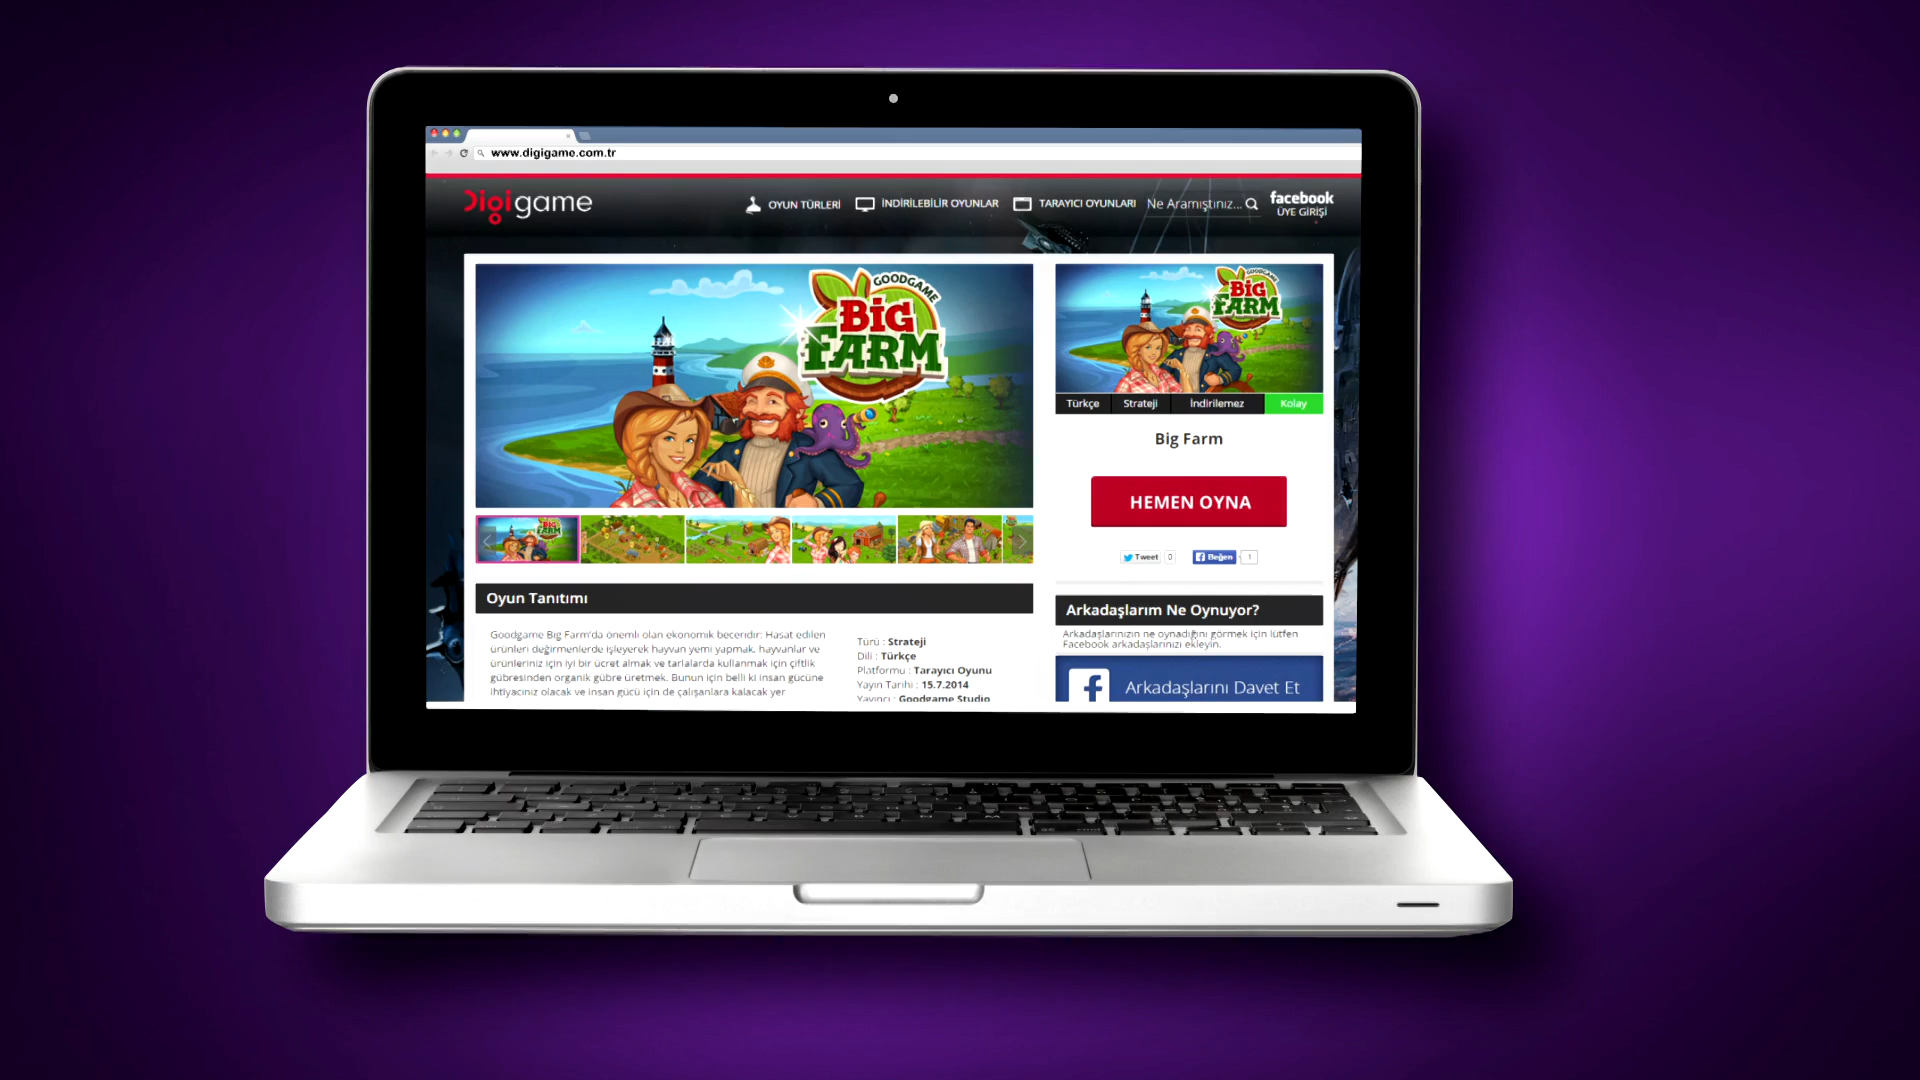 www.digigame.com.tr
Digigame
OYUN TÜRLERİ
İNDİRİLEBİLİR OYUNLAR
TARAYICI OYUNLARI
Ne Aramıştınız...
facebook
ÜYE GİRİŞİ
GOODGAME
BIG
FARM
GOODGAME
BIG
FARM
Türkçe
Strateji
İndirilemez
Kolay
Big Farm
HEMEN OYNA
Tweet 0
Beğen 1
BIG
FARM
Oyun Tanıtımı
Goodgame Big Farm'da önemli olan ekonomik beceridir: Hasat edilen
ürünleri değirmenlerde işleyerek hayvan yemi yapmak, hayvanlar ve
ürünleriniz için iyi bir ücret almak ve tarlalarda kullanmak için çiftlik
gübresinden organik gübre üretmek. Bunun için belli ki insan gücüne
ihtiyacınız olacak ve insan gücü için de çalışanlara kalacak yer
Türü : Strateji
Dili : Türkçe
Platformu : Tarayıcı Oyunu
Yayın Tarihi : 15.7.2014
Yayıncı : Goodgame Studio
Arkadaşlarım Ne Oynuyor?
Arkadaşlarınızın ne oynadığını görmek için lütfen
Facebook arkadaşlarınızı ekleyin.
Arkadaşlarını Davet Et